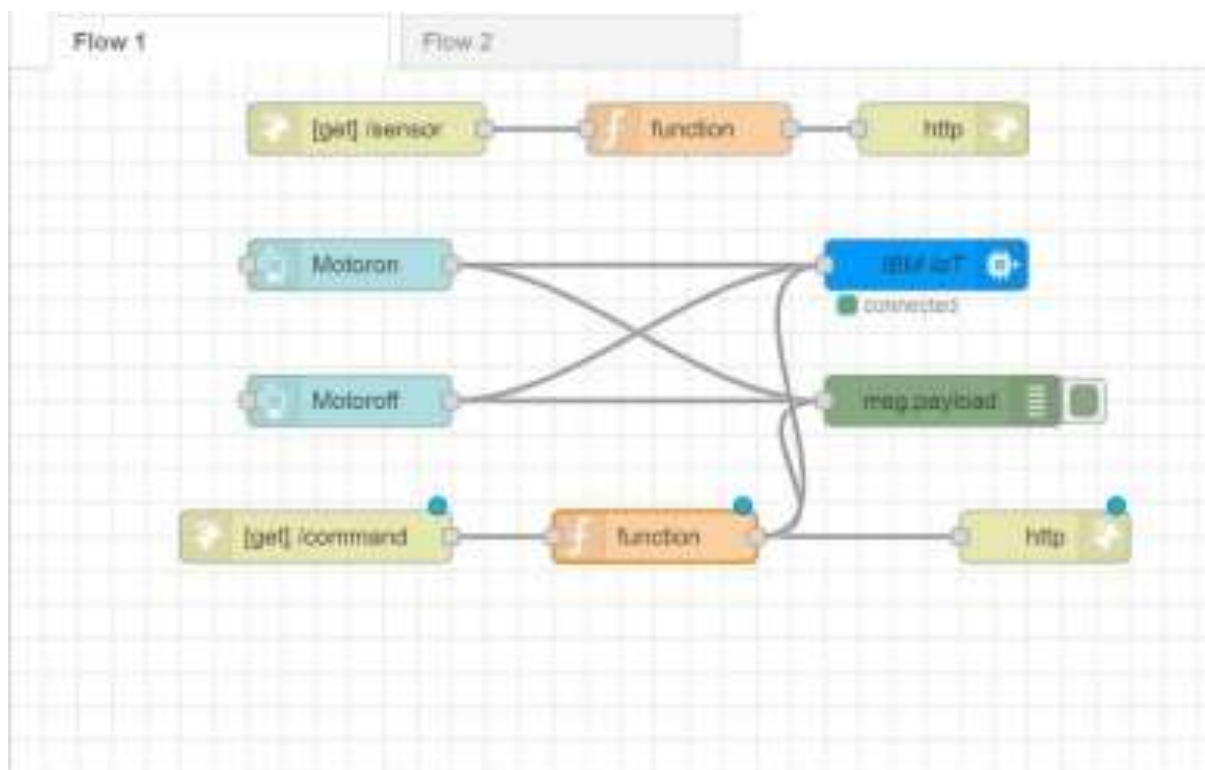 Flow 1
Flow 2
[get] /sensor
function
http
Motoron
IBM IoT
connected
Motoroff
msg.payload
[get] /command
function
http